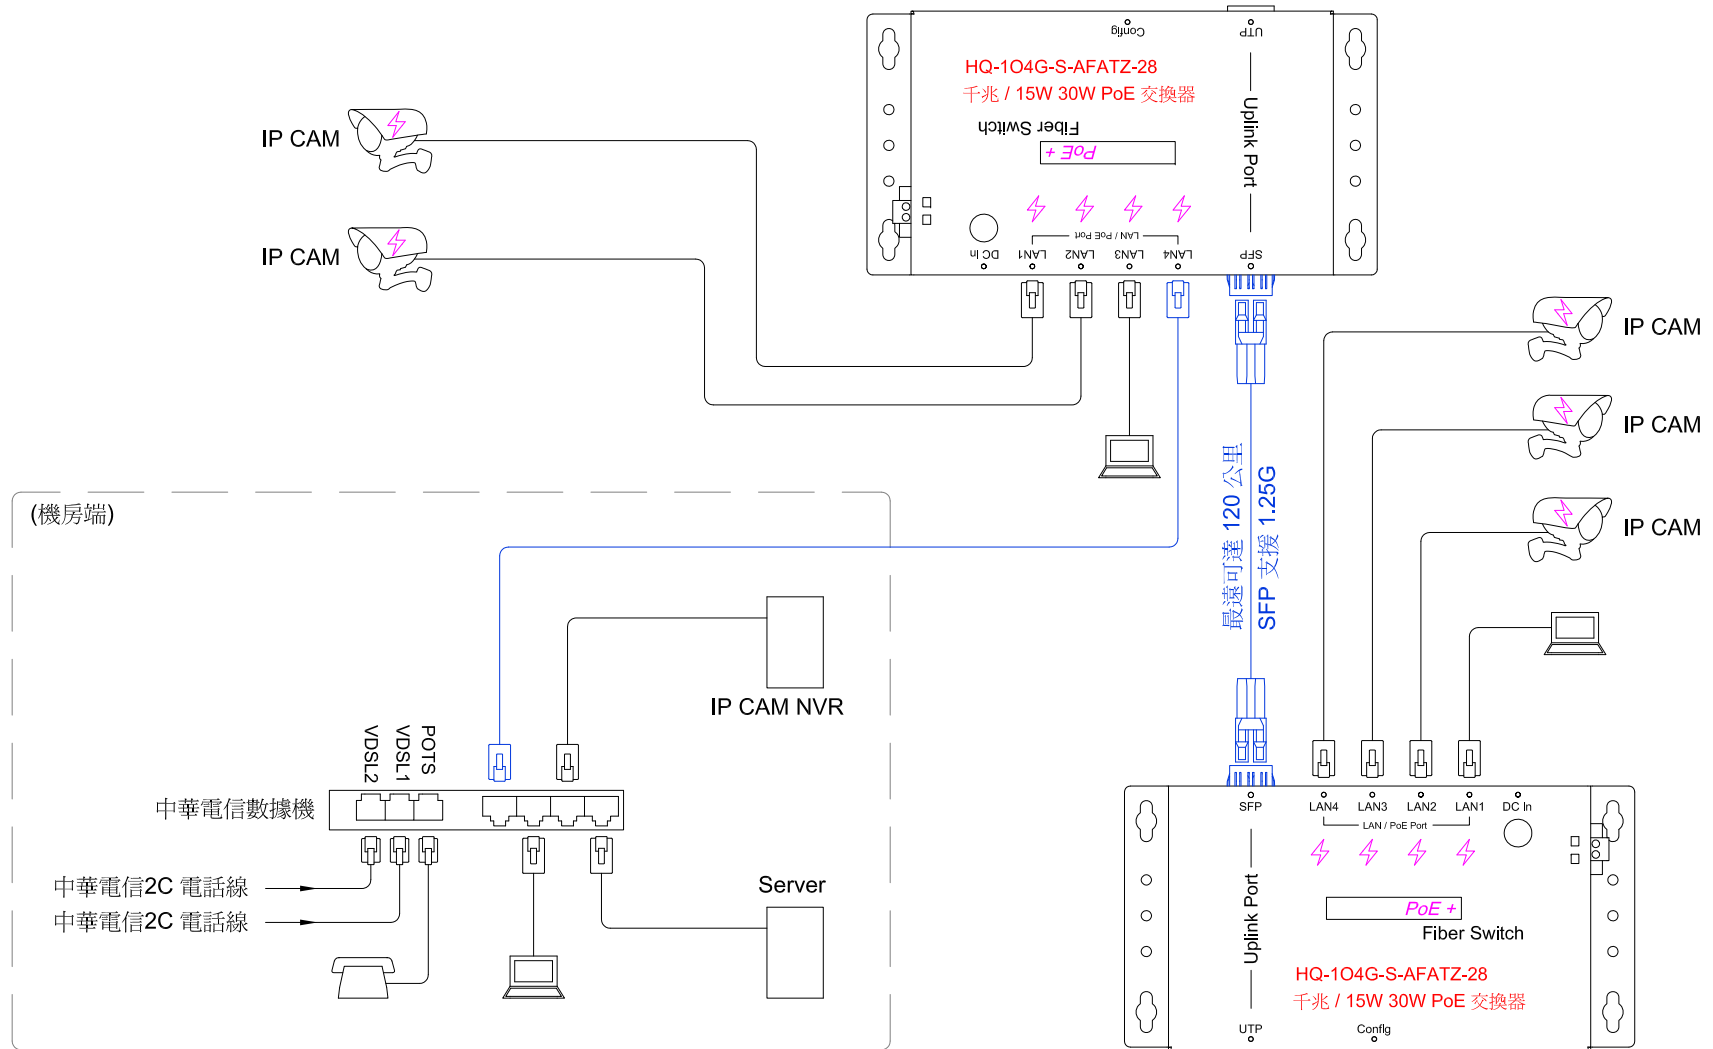 Config
UTP
HQ-1O4G-S-AFATZ-28
千兆 / 15W 30W PoE 交換器
Fiber Switch
PoE +
Uplink Port
LAN / PoE Port
DC In
LAN1
LAN2
LAN3
LAN4
SFP
IP CAM
IP CAM
IP CAM
IP CAM
IP CAM
最遠可達 120 公里
SFP 支援 1.25G
(機房端)
IP CAM NVR
VDSL2
VDSL1
POTS
中華電信數據機
中華電信2C 電話線
中華電信2C 電話線
Server
SFP
LAN4
LAN3
LAN2
LAN1
DC In
LAN / PoE Port
Uplink Port
PoE +
Fiber Switch
HQ-1O4G-S-AFATZ-28
千兆 / 15W 30W PoE 交換器
UTP
Config